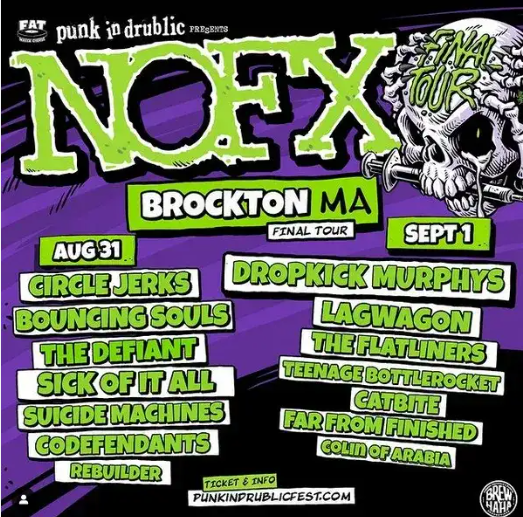 FAT
WRECK CHORDS
punk in drublic PRESENTS
NOFX
FINAL
TOUR
BROCKTON MA
FINAL TOUR
AUG 31
CIRCLE JERKS
BOUNCING SOULS
THE DEFIANT
SICK OF IT ALL
SUICIDE MACHINES
CODEFENDANTS
REBUILDER
SEPT 1
DROPKICK MURPHYS
LAGWAGON
THE FLATLINERS
TEENAGE BOTTLEROCKET
CATBITE
FAR FROM FINISHED
COLIN OF ARABIA
TICKET & INFO
PUNKINDRUBLICFEST.COM
BREW
HAHA